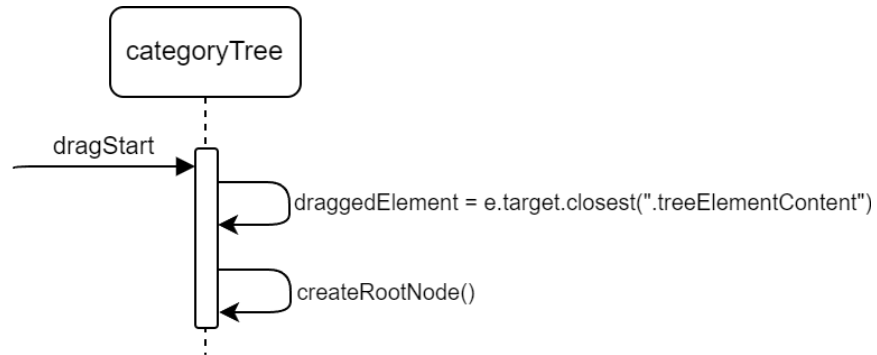 categoryTree
dragStart
draggedElement = e.target.closest(".treeElementContent")
createRootNode()